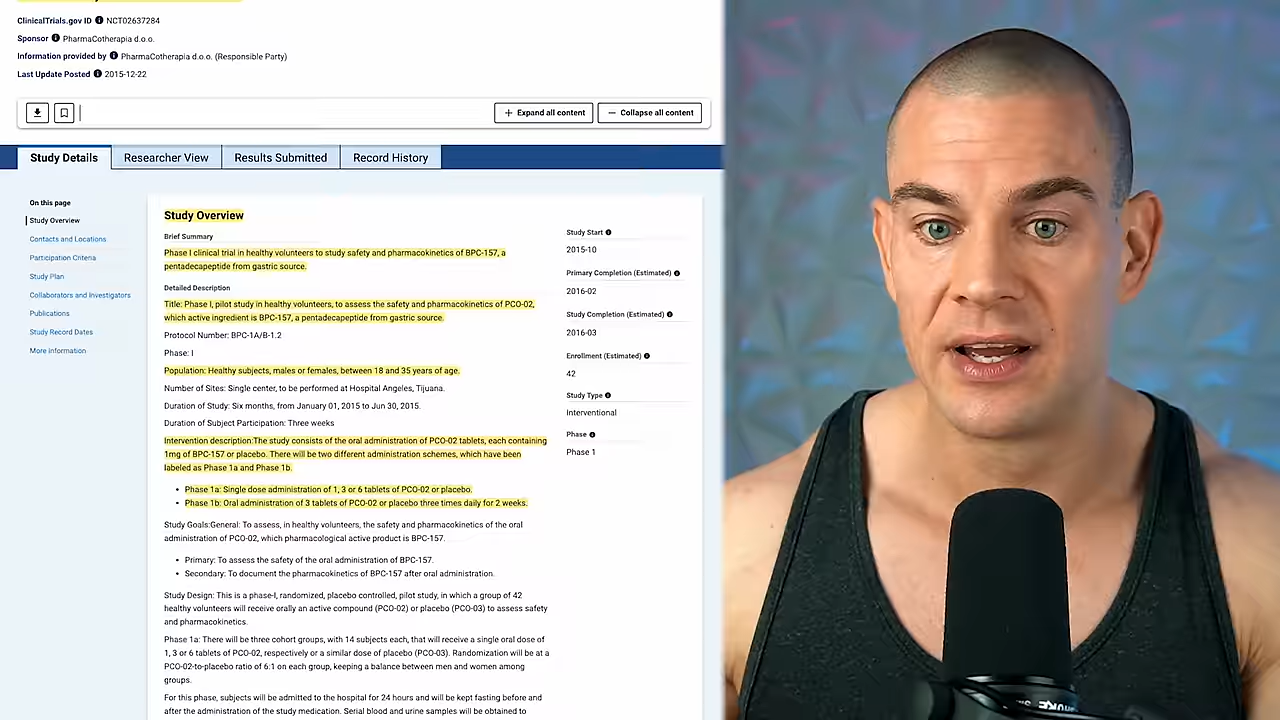 ClinicalTrials.gov ID NCT02637284
Sponsor PharmaCotherapia d.o.o.
Information provided by PharmaCotherapia d.o.o. (Responsible Party)
Last Update Posted 2015-12-22
+ Expand all content
− Collapse all content
Study Details
Researcher View
Results Submitted
Record History
On this page
Study Overview
Contacts and Locations
Participation Criteria
Study Plan
Collaborators and Investigators
Publications
Study Record Dates
More Information
Study Overview
Brief Summary
Phase I clinical trial in healthy volunteers to study safety and pharmacokinetics of BPC-157, a
pentadecapeptide from gastric source.
Detailed Description
Title: Phase I, pilot study in healthy volunteers, to assess the safety and pharmacokinetics of PCO-02,
which active ingredient is BPC-157, a pentadecapeptide from gastric source.
Protocol Number: BPC-1A/B-1.2
Phase: I
Population: Healthy subjects, males or females, between 18 and 35 years of age.
Number of Sites: Single center, to be performed at Hospital Angeles, Tijuana.
Duration of Study: Six months, from January 01, 2015 to Jun 30, 2015.
Duration of Subject Participation: Three weeks
Intervention description:The study consists of the oral administration of PCO-02 tablets, each containing
1mg of BPC-157 or placebo. There will be two different administration schemes, which have been
labeled as Phase 1a and Phase 1b.
• Phase 1a: Single dose administration of 1, 3 or 6 tablets of PCO-02 or placebo.
• Phase 1b: Oral administration of 3 tablets of PCO-02 or placebo three times daily for 2 weeks.
Study Goals:General: To assess, in healthy volunteers, the safety and pharmacokinetics of the oral
administration of PCO-02, which pharmacological active product is BPC-157.
• Primary: To assess the safety of the oral administration of BPC-157.
• Secondary: To document the pharmacokinetics of BPC-157 after oral administration.
Study Design: This is a phase-I, randomized, placebo controlled, pilot study, in which a group of 42
healthy volunteers will receive orally an active compound (PCO-02) or placebo (PCO-03) to assess safety
and pharmacokinetics.
Phase 1a: There will be three cohort groups, with 14 subjects each, that will receive a single oral dose of
1, 3 or 6 tablets of PCO-02, respectively or a similar dose of placebo (PCO-03). Randomization will be at a
PCO-02-to-placebo ratio of 6:1 on each group, keeping a balance between men and women among
groups.
For this phase, subjects will be admitted to the hospital for 24 hours and will be kept fasting before and
after the administration of the study medication. Serial blood and urine samples will be obtained to
Study Start
2015-10
Primary Completion (Estimated)
2016-02
Study Completion (Estimated)
2016-03
Enrollment (Estimated)
42
Study Type
Interventional
Phase
Phase 1